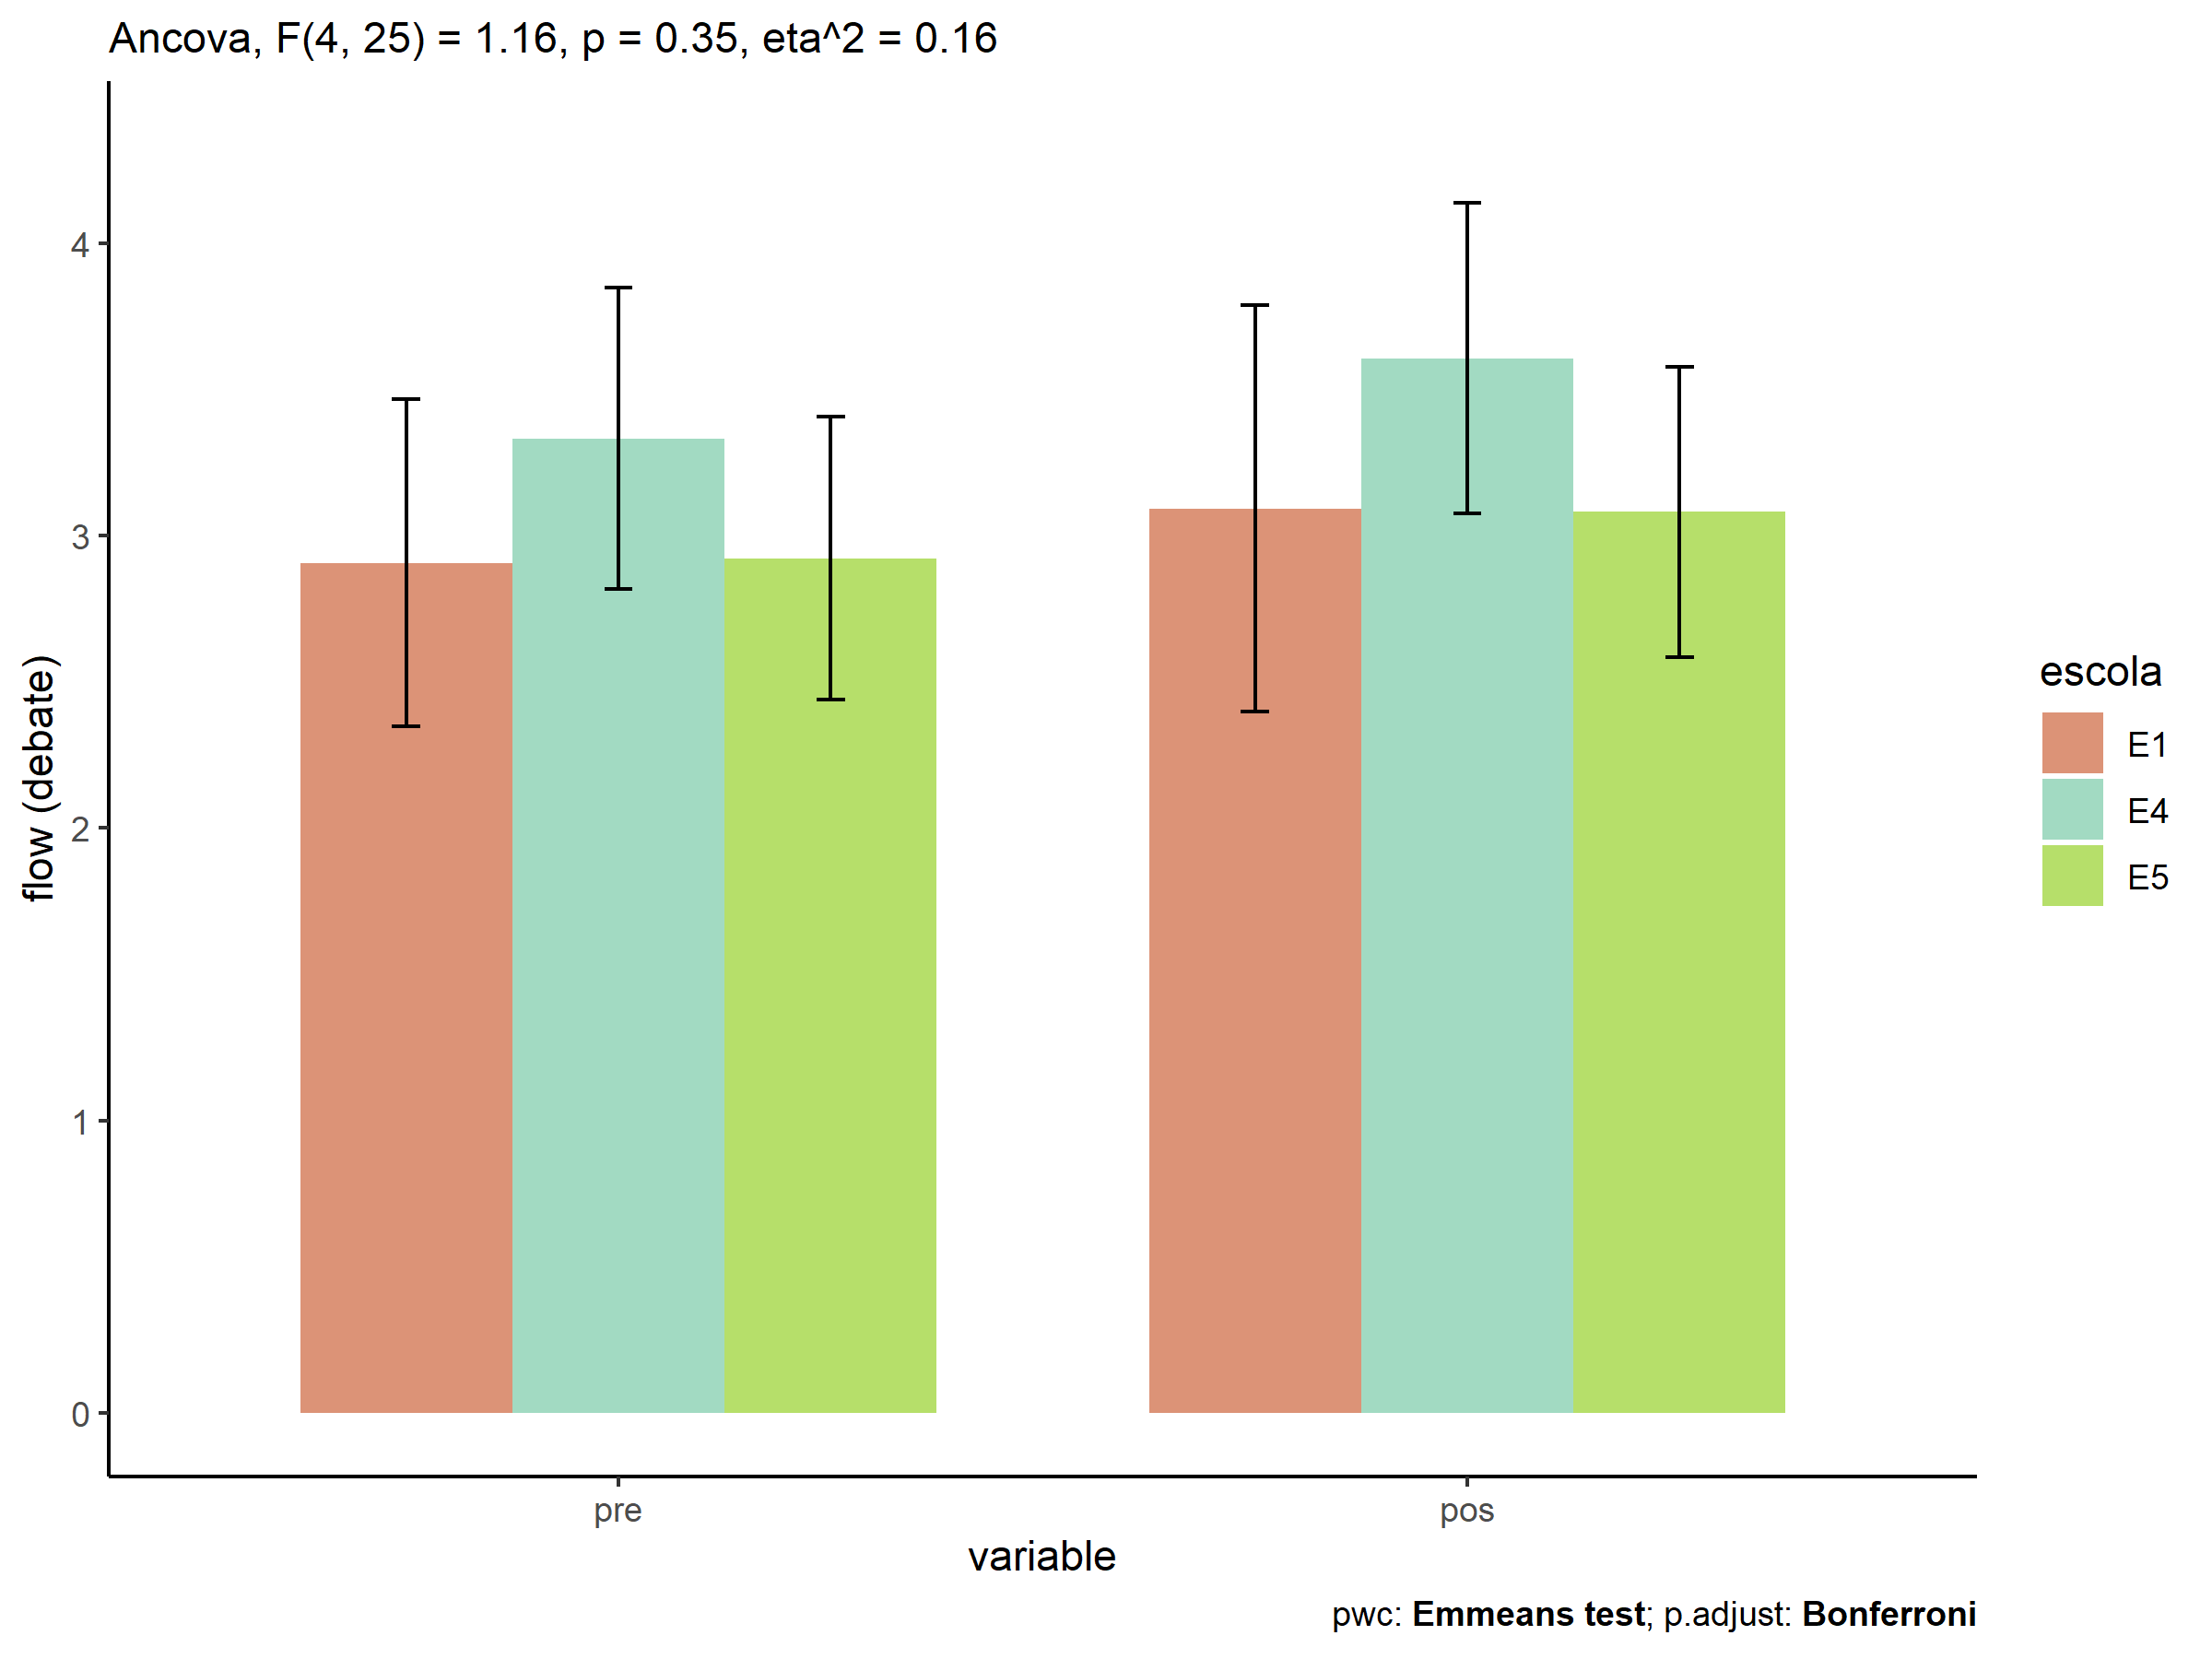 Ancova, F(4, 25) = 1.16, p = 0.35, eta^2 = 0.16
flow (debate)
4
3
2
1
0
pre
pos
variable
escola
E1
E4
E5
pwc: Emmeans test; p.adjust: Bonferroni